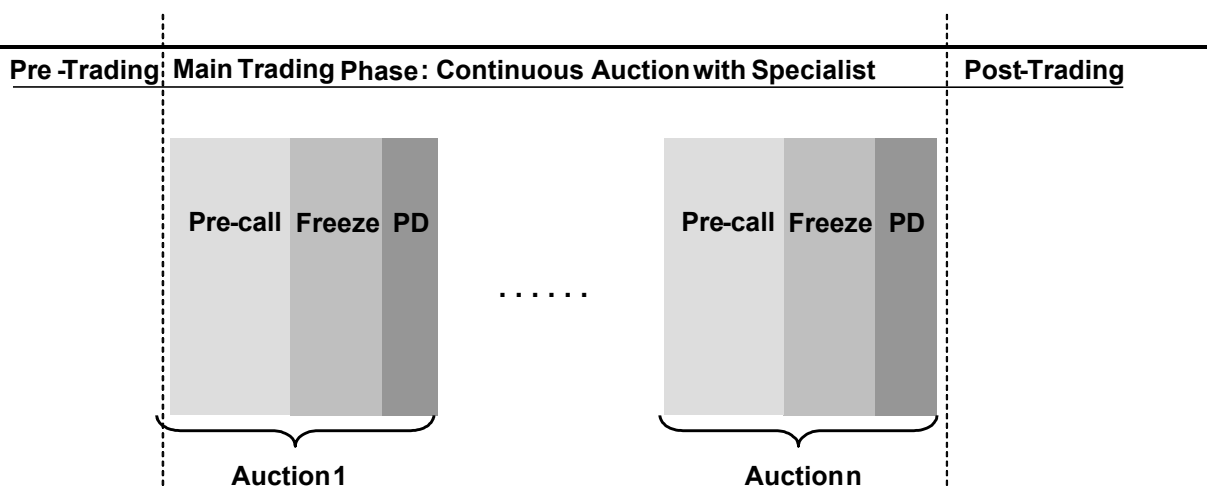 Pre-Trading Main Trading Phase: Continuous Auction with Specialist Post-Trading
Pre-call Freeze PD Pre-call Freeze PD
......
Auction 1 Auction n